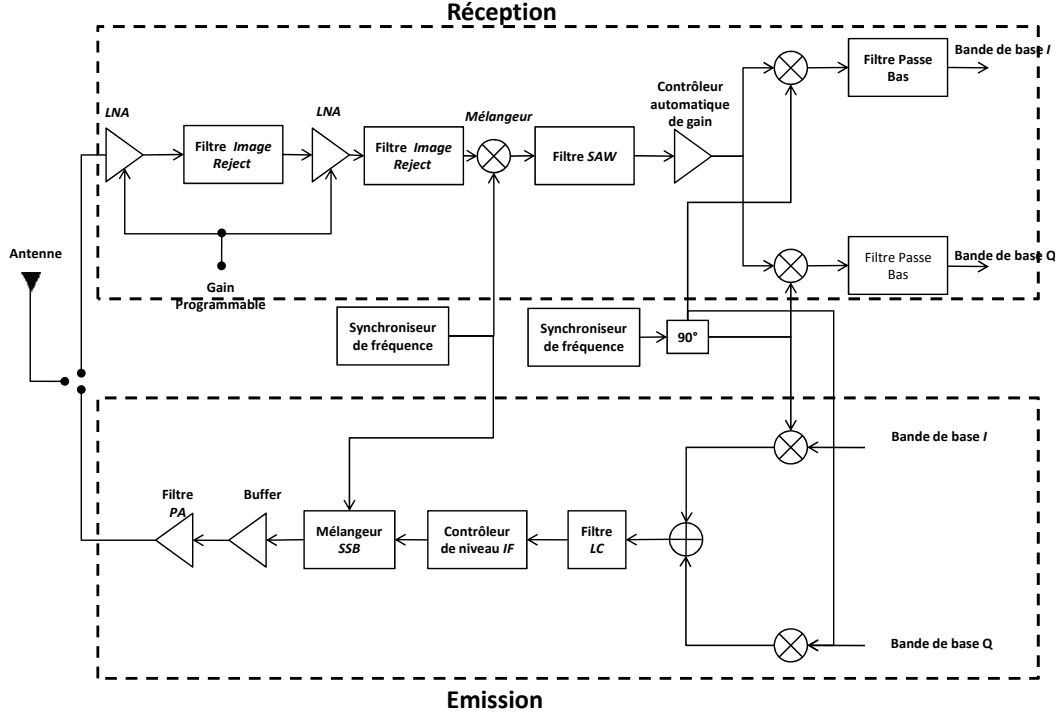 Réception
LNA
Filtre Image
Reject
LNA
Filtre Image
Reject
Mélangeur
Filtre SAW
Contrôleur
automatique
de gain
Filtre Passe
Bas
Bande de base I
Filtre Passe
Bas
Bande de base Q
Gain
Programmable
Antenne
Synchroniseur
de fréquence
Synchroniseur
de fréquence
90°
Bande de base I
Filtre
PA
Buffer
Mélangeur
SSB
Contrôleur
de niveau IF
Filtre
LC
Bande de base Q
Emission